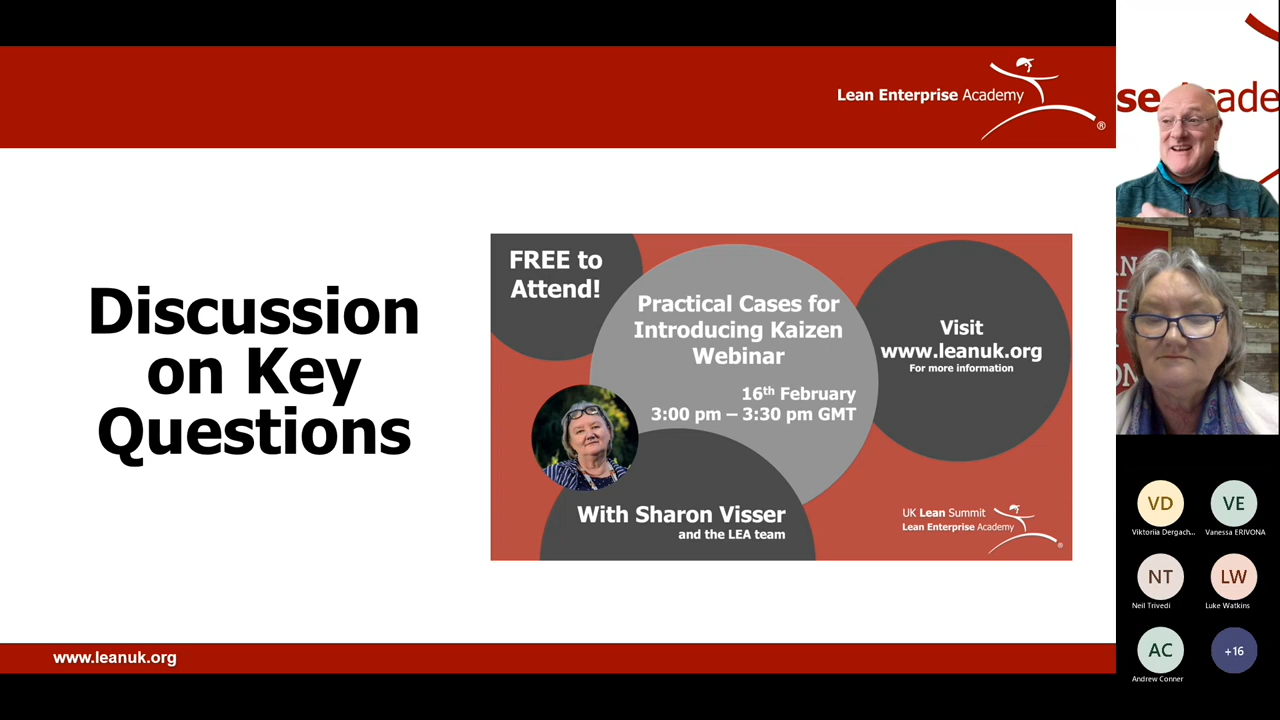 Lean Enterprise Academy
®
Discussion
on Key
Questions
FREE to
Attend!
Practical Cases for
Introducing Kaizen
Webinar
16th February
3:00 pm – 3:30 pm GMT
Visit
www.leanuk.org
For more information
With Sharon Visser
and the LEA team
UK Lean Summit
Lean Enterprise Academy
®
www.leanuk.org
se Acade
VD
Viktoriia Dergach...
VE
Vanessa ERIVONA
NT
Neil Trivedi
LW
Luke Watkins
AC
Andrew Conner
+16